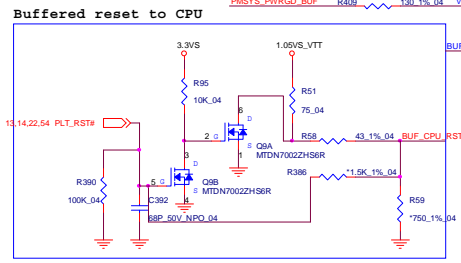 PMSYS_PWRGD_BUF R409 130_1%_04
Buffered reset to CPU
3.3VS 1.05VS_VTT
BUF
R95
10K_04
R51
75_04
6
D
2 G
Q9A
S
1
MTDN7002ZHS6R
R58 43_1%_04 BUF_CPU_RST
13,14,22,54 PLT_RST#
3
D
R386 *1.5K_1%_04
R390
100K_04
5 G
Q9B
S
4
MTDN7002ZHS6R
C392
68P_50V_NPO_04
R59
*750_1%_04